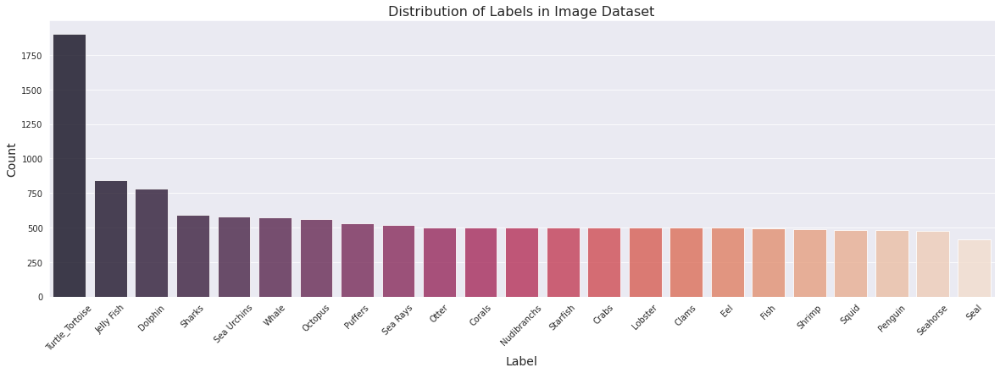 Distribution of Labels in Image Dataset
Count
1750
1500
1250
1000
750
500
250
0
Turtle_Tortoise
Jelly Fish
Dolphin
Sharks
Sea Urchins
Whale
Octopus
Puffers
Sea Rays
Otter
Corals
Nudibranchs
Starfish
Crabs
Lobster
Clams
Eel
Fish
Shrimp
Squid
Penguin
Seahorse
Seal
Label